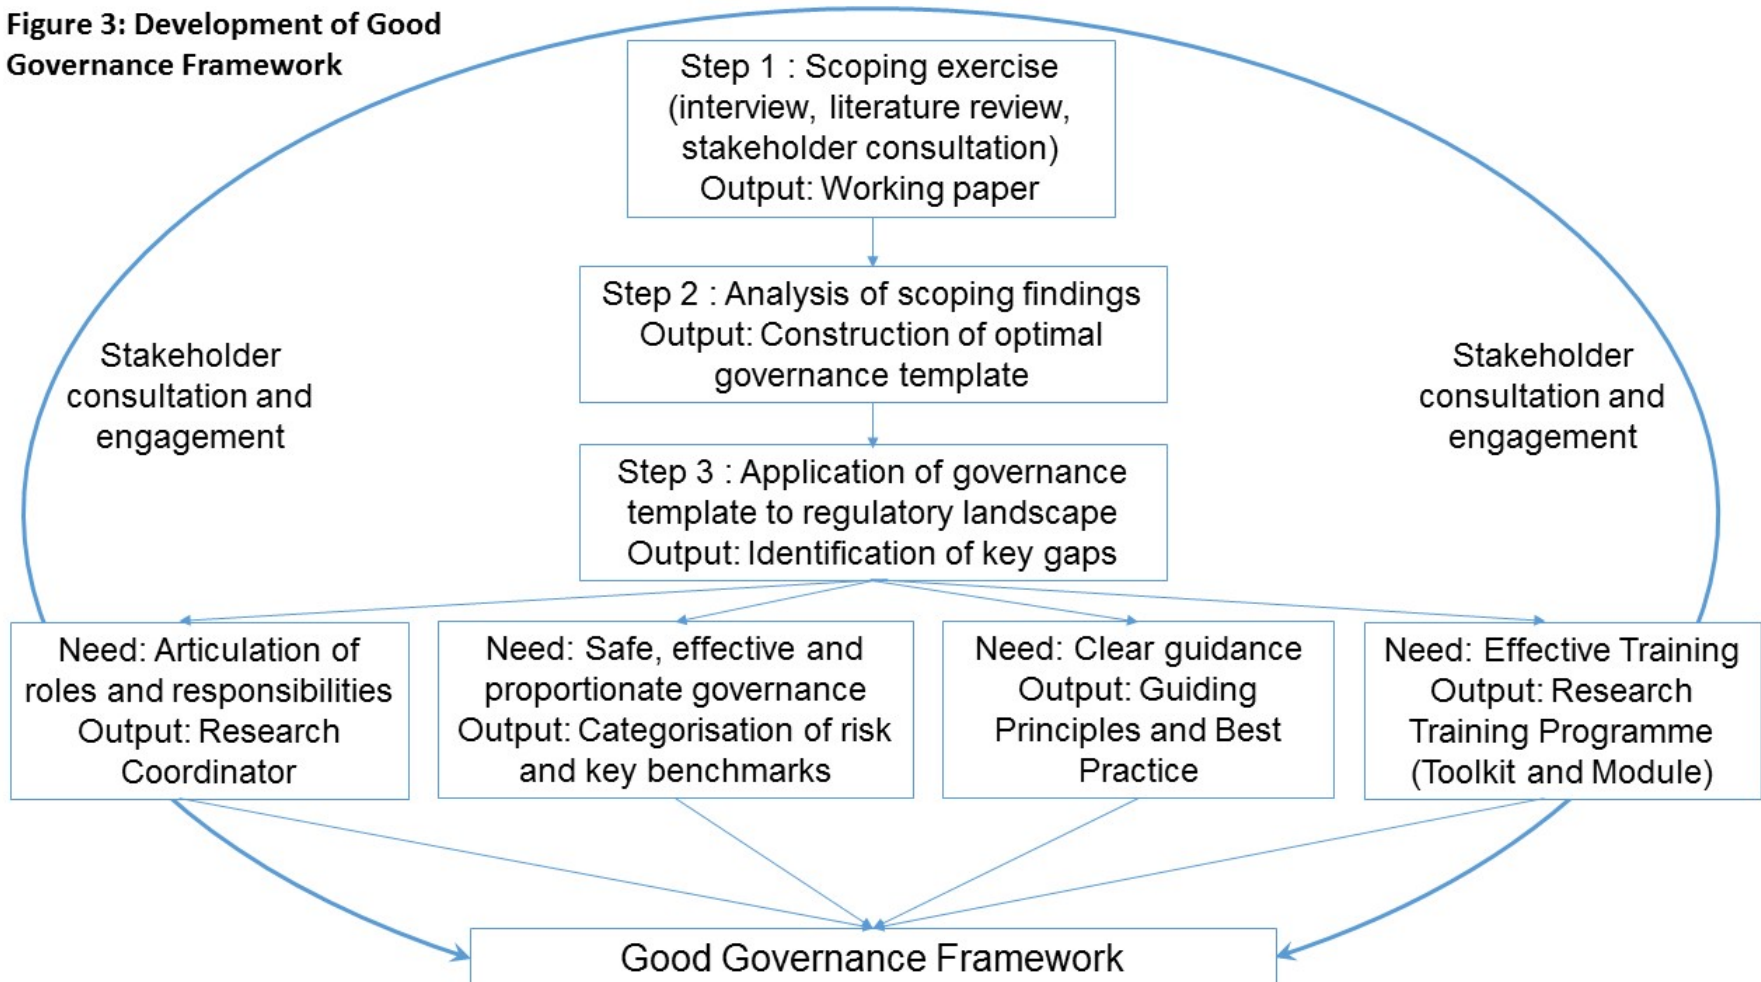 Figure 3: Development of Good
Governance Framework
Step 1 : Scoping exercise
(interview, literature review,
stakeholder consultation)
Output: Working paper
Step 2 : Analysis of scoping findings
Output: Construction of optimal
governance template
Stakeholder
consultation and
engagement
Stakeholder
consultation and
engagement
Step 3 : Application of governance
template to regulatory landscape
Output: Identification of key gaps
Need: Articulation of
roles and responsibilities
Output: Research
Coordinator
Need: Safe, effective and
proportionate governance
Output: Categorisation of risk
and key benchmarks
Need: Clear guidance
Output: Guiding
Principles and Best
Practice
Need: Effective Training
Output: Research
Training Programme
(Toolkit and Module)
Good Governance Framework